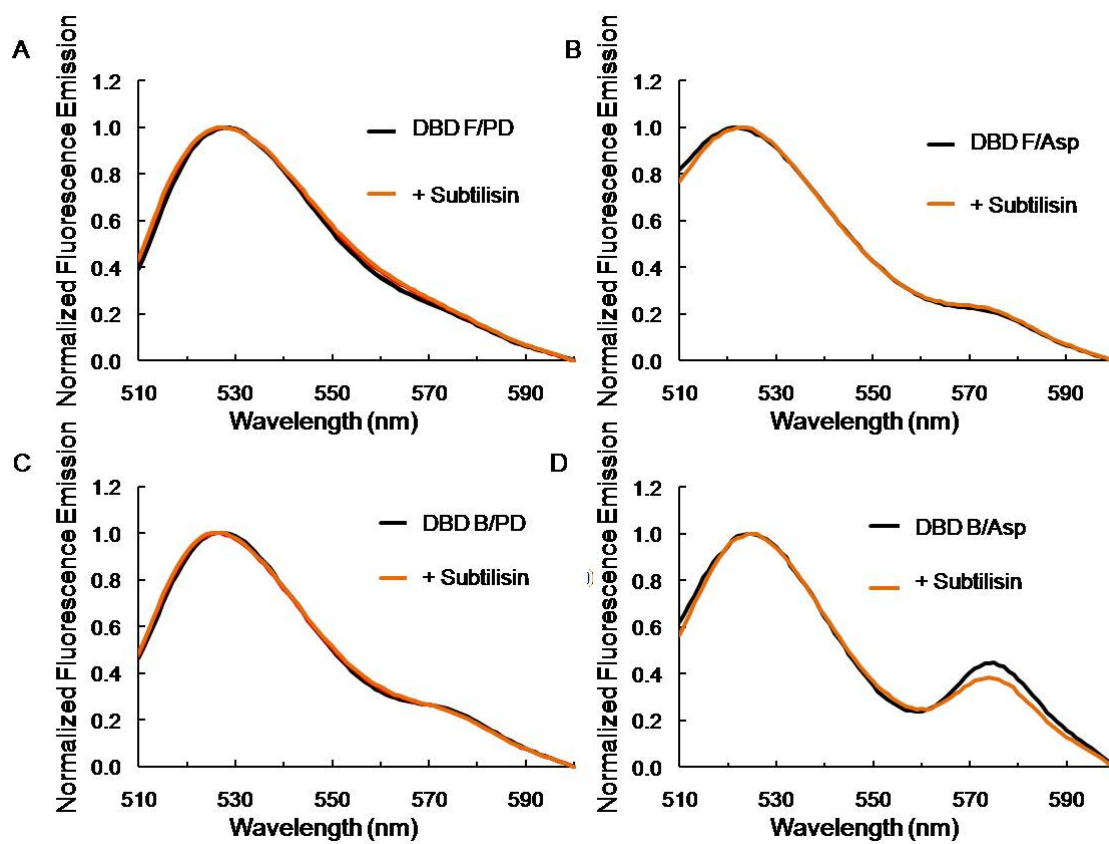 A
Normalized Fluorescence Emission
1.2
1.0
0.8
0.6
0.4
0.2
0.0
DBD F/PD
+ Subtilisin
510 530 550 570 590
Wavelength (nm)
B
Normalized Fluorescence Emission
1.2
1.0
0.8
0.6
0.4
0.2
0.0
DBD F/Asp
+ Subtilisin
510 530 550 570 590
Wavelength (nm)
C
Normalized Fluorescence Emission
1.2
1.0
0.8
0.6
0.4
0.2
0.0
DBD B/PD
+ Subtilisin
510 530 550 570 590
Wavelength (nm)
D
Normalized Fluorescence Emission
1.2
1.0
0.8
0.6
0.4
0.2
0.0
DBD B/Asp
+ Subtilisin
510 530 550 570 590
Wavelength (nm)